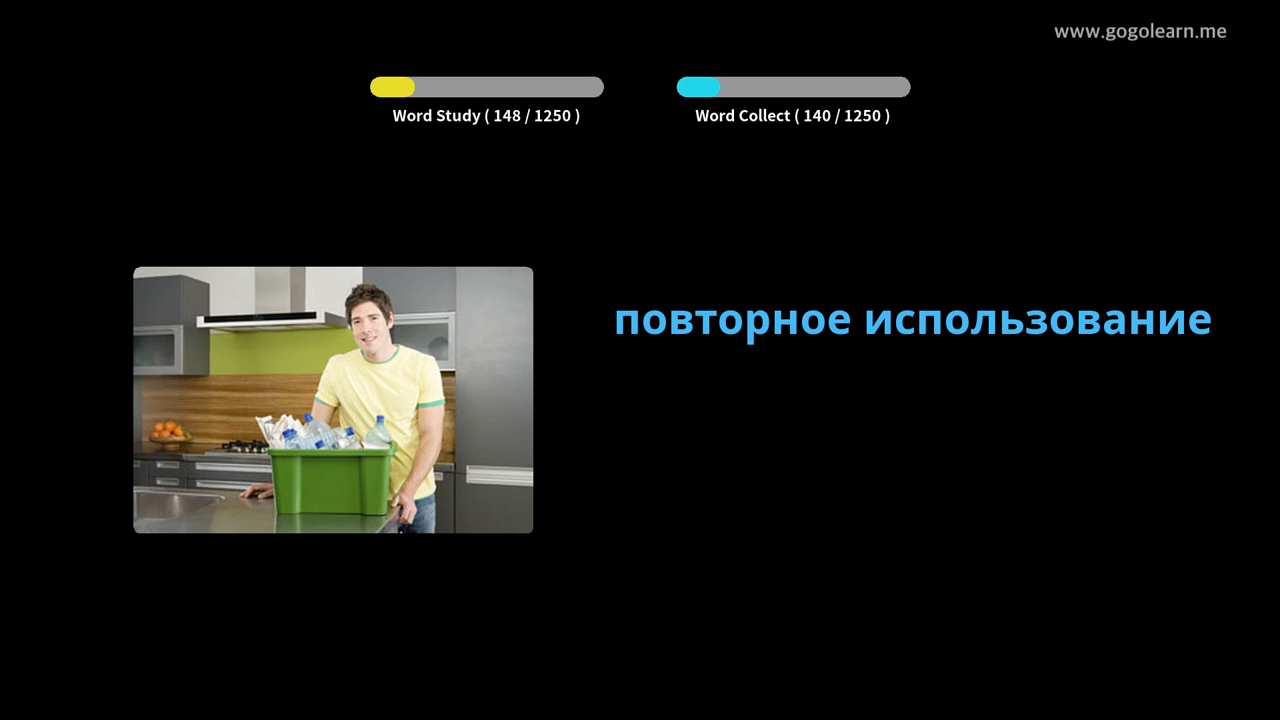 www.gogolearn.me
Word Study ( 148 / 1250 )
Word Collect ( 140 / 1250 )
повторное использование